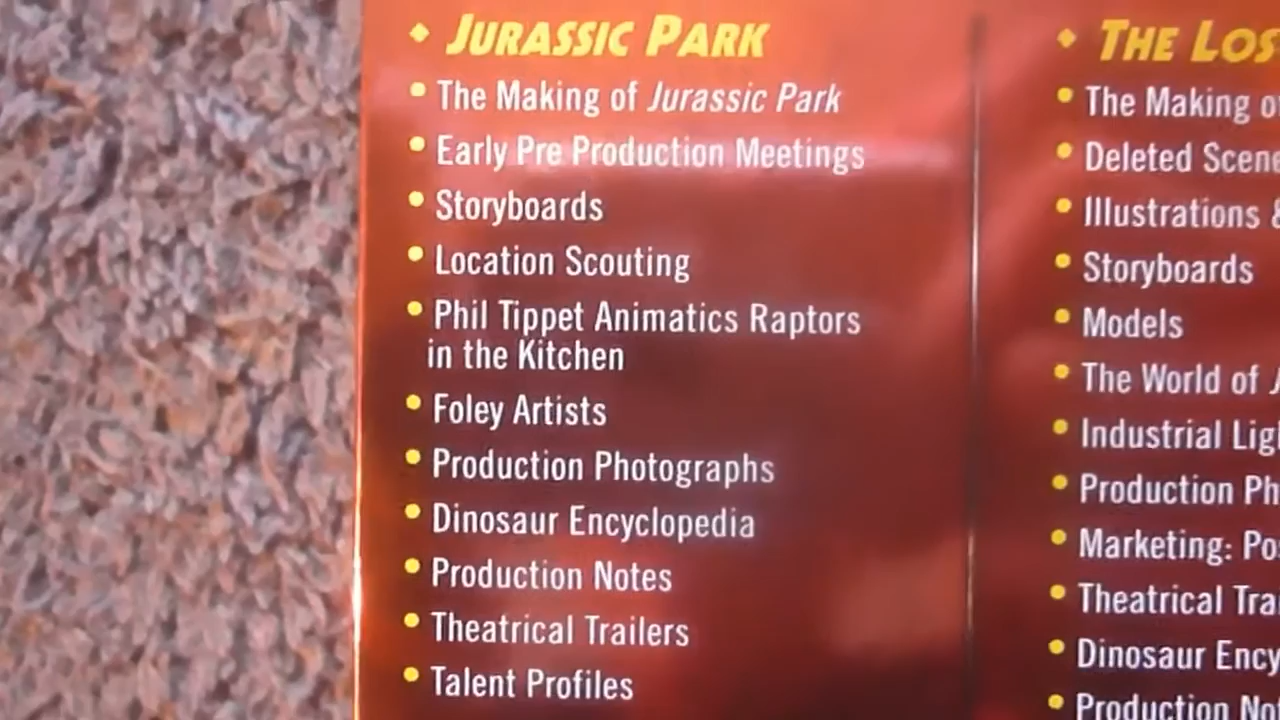 JURASSIC PARK
• The Making of Jurassic Park
• Early Pre Production Meetings
• Storyboards
• Location Scouting
• Phil Tippet Animatics Raptors
in the Kitchen
• Foley Artists
• Production Photographs
• Dinosaur Encyclopedia
• Production Notes
• Theatrical Trailers
• Talent Profiles
THE
• The Making
• Deleted
• Illustrations
• Storyboards
• Models
• The World of
• Industrial
• Production
• Marketing:
• Theatrical
• Dinosaur
• Production